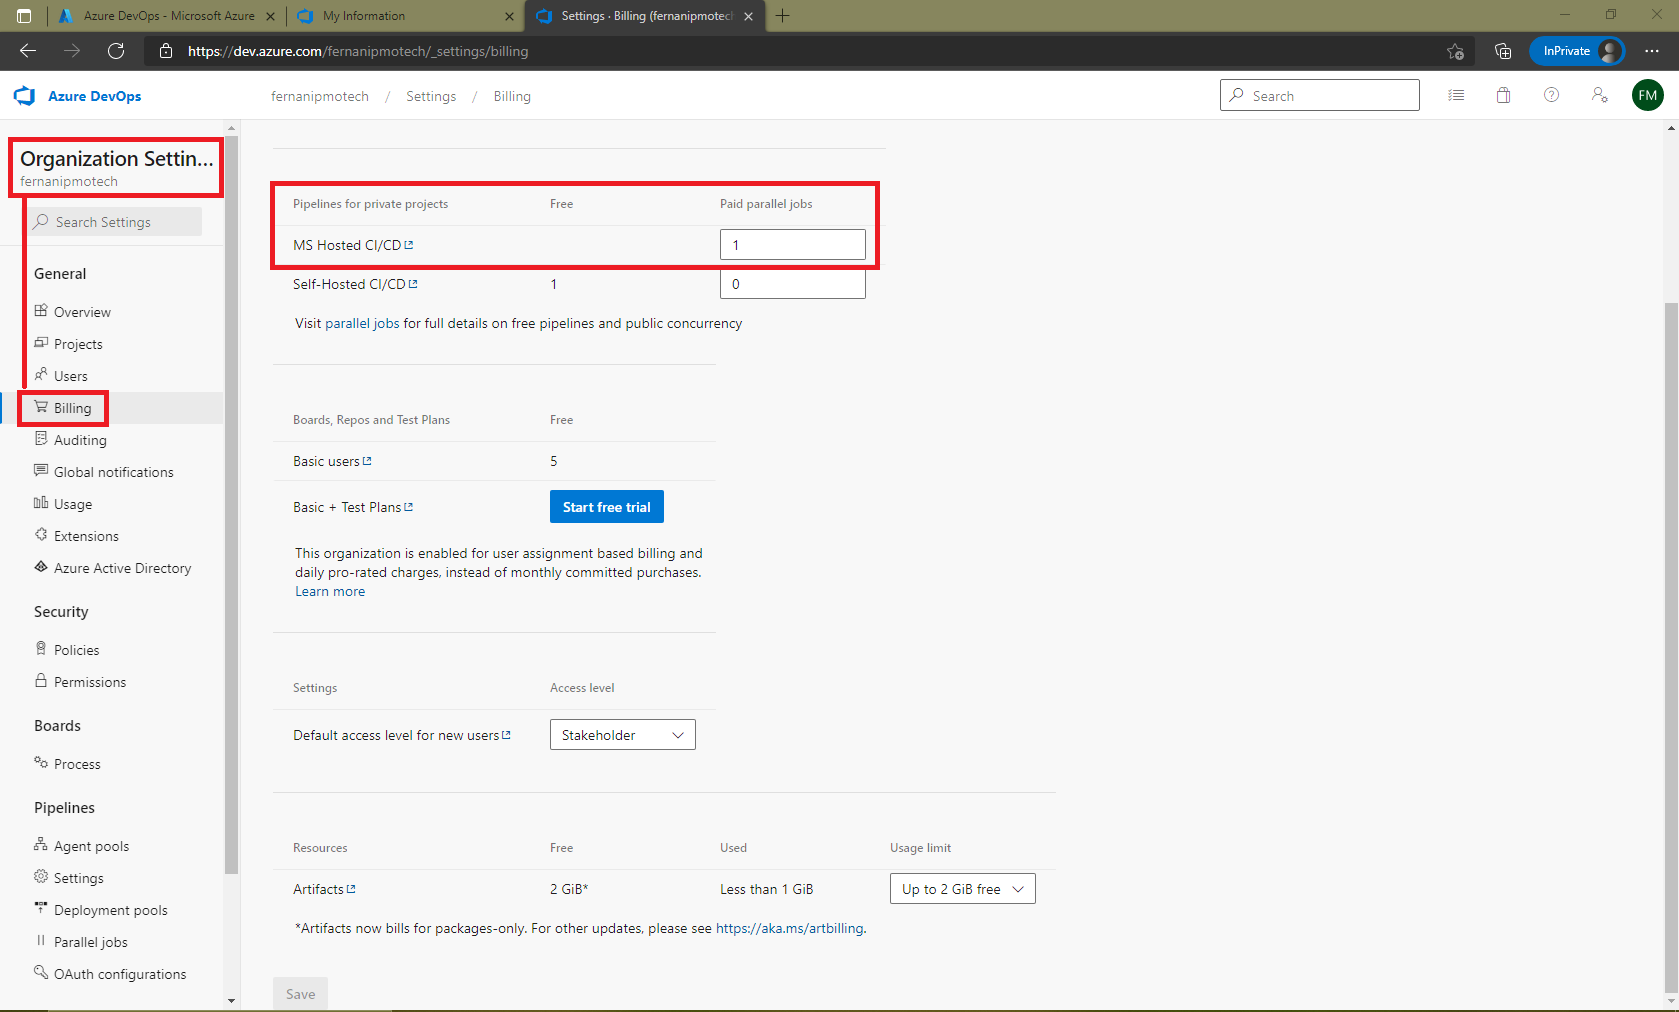 Azure DevOps - Microsoft Azure
My Information
Settings · Billing (fernanipmotech
https://dev.azure.com/fernanipmotech/_settings/billing
InPrivate
Azure DevOps
fernanipmotech / Settings / Billing
Search
FM
Organization Settin...
fernanipmotech
Search Settings
General
Overview
Projects
Users
Billing
Auditing
Global notifications
Usage
Extensions
Azure Active Directory
Security
Policies
Permissions
Boards
Process
Pipelines
Agent pools
Settings
Deployment pools
Parallel jobs
OAuth configurations
Pipelines for private projects Free Paid parallel jobs
MS Hosted CI/CD 1
Self-Hosted CI/CD 1 0
Visit parallel jobs for full details on free pipelines and public concurrency
Boards, Repos and Test Plans Free
Basic users 5
Basic + Test Plans Start free trial
This organization is enabled for user assignment based billing and
daily pro-rated charges, instead of monthly committed purchases.
Learn more
Settings Access level
Default access level for new users Stakeholder
Resources Free Used Usage limit
Artifacts 2 GiB* Less than 1 GiB Up to 2 GiB free
*Artifacts now bills for packages-only. For other updates, please see https://aka.ms/artbilling.
Save